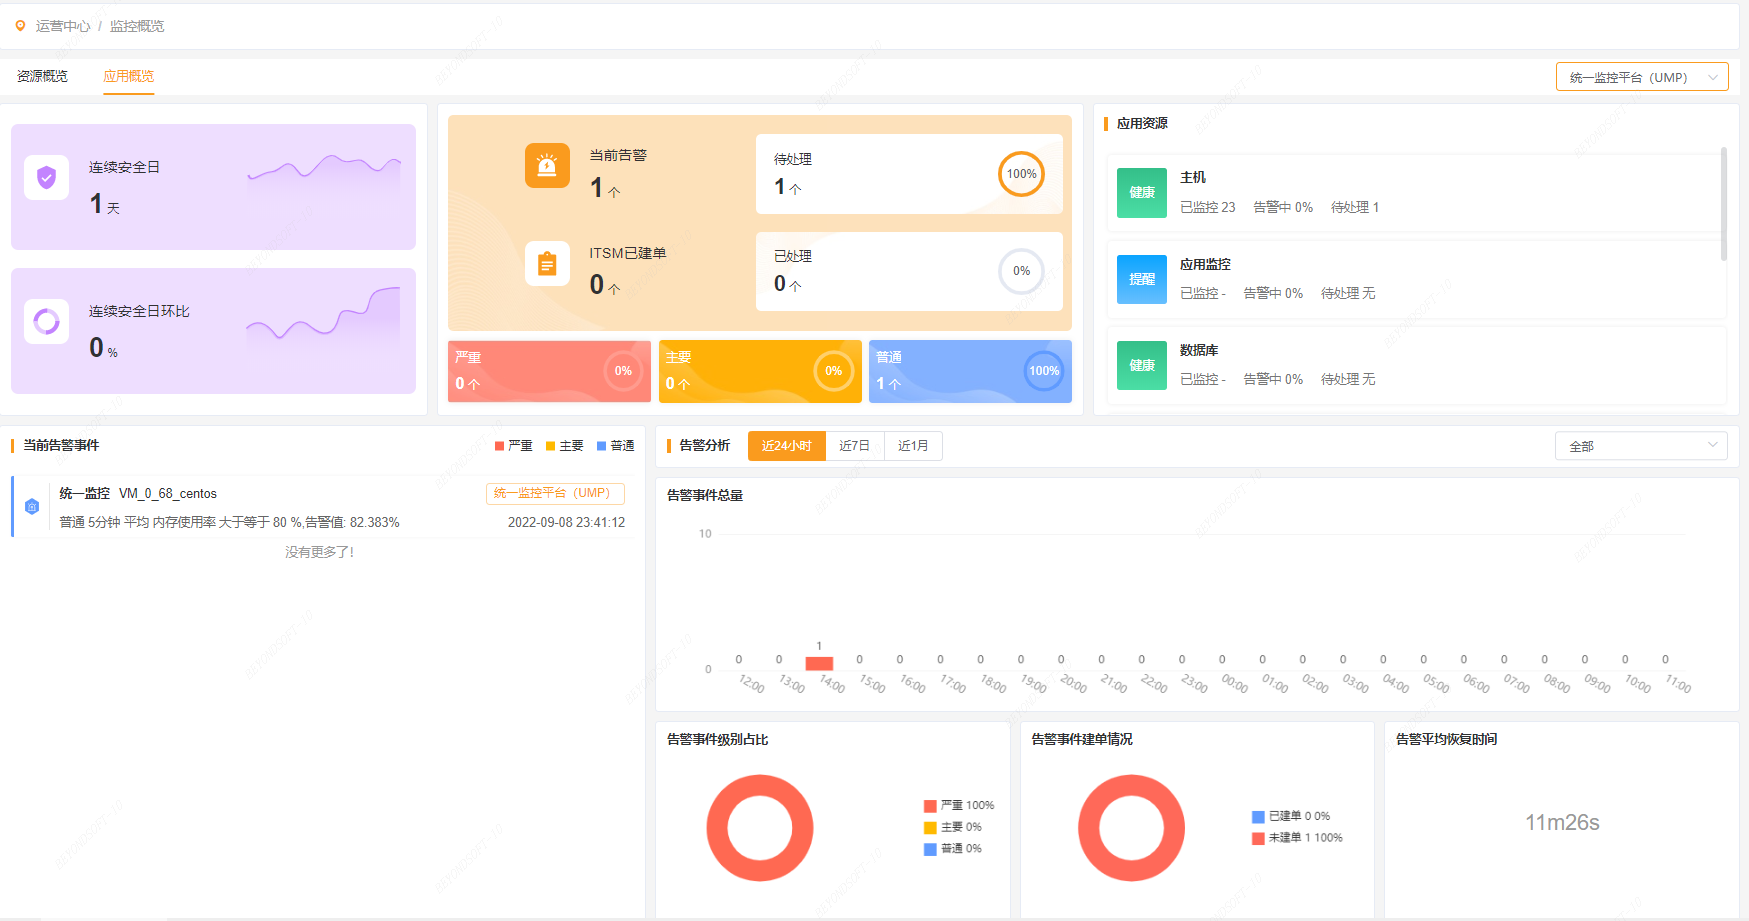 运营中心 / 监控概览
资源概览 应用概览
统一监控平台（UMP）
连续安全日
1 天
连续安全日环比
0 %
当前告警
1 个
待处理
1 个
100%
ITSM已建单
0 个
已处理
0 个
0%
严重
0 个
0%
主要
0 个
0%
普通
1 个
100%
应用资源
健康
主机
已监控 23 告警中 0% 待处理 1
提醒
应用监控
已监控 - 告警中 0% 待处理 无
健康
数据库
已监控 - 告警中 0% 待处理 无
当前告警事件
严重 主要 普通
统一监控 VM_0_68_centos
统一监控平台（UMP）
普通 5分钟 平均 内存使用率 大于等于 80 %,告警值: 82.383%
2022-09-08 23:41:12
没有更多了!
告警分析 近24小时 近7日 近1月
全部
告警事件总量
10
0
0 0 1 0 0 0 0 0 0 0 0 0 0 0 0 0 0 0 0 0 0 0 0 0
12:00 13:00 14:00 15:00 16:00 17:00 18:00 19:00 20:00 21:00 22:00 23:00 00:00 01:00 02:00 03:00 04:00 05:00 06:00 07:00 08:00 09:00 10:00 11:00
告警事件级别占比
严重 100%
主要 0%
普通 0%
告警事件建单情况
已建单 0 0%
未建单 1 100%
告警平均恢复时间
11m26s
BEYONDSOFT-10